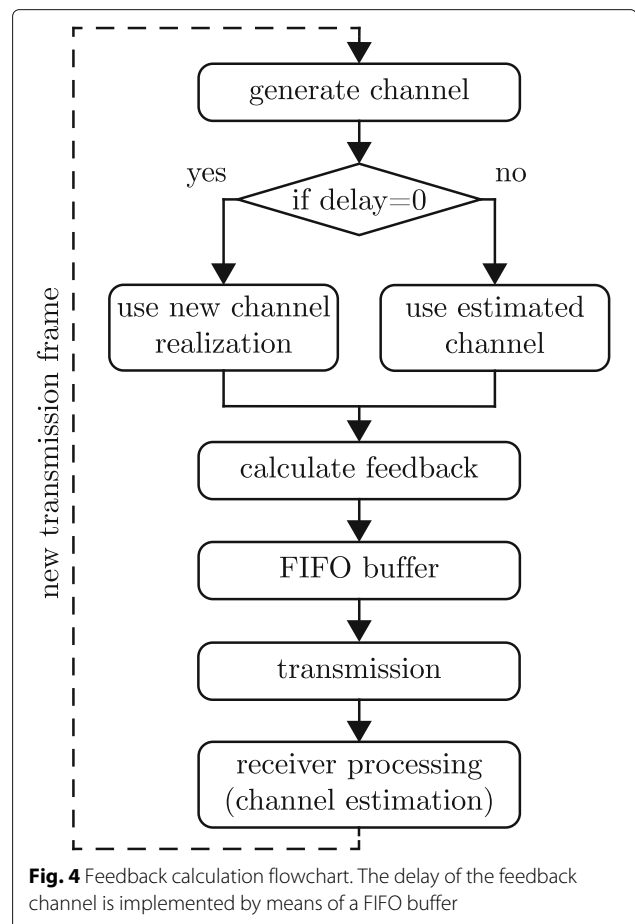 generate channel
yes
no
if delay=0
use new channel
realization
use estimated
channel
new transmission frame
calculate feedback
FIFO buffer
transmission
receiver processing
(channel estimation)
Fig. 4 Feedback calculation flowchart. The delay of the feedback
channel is implemented by means of a FIFO buffer